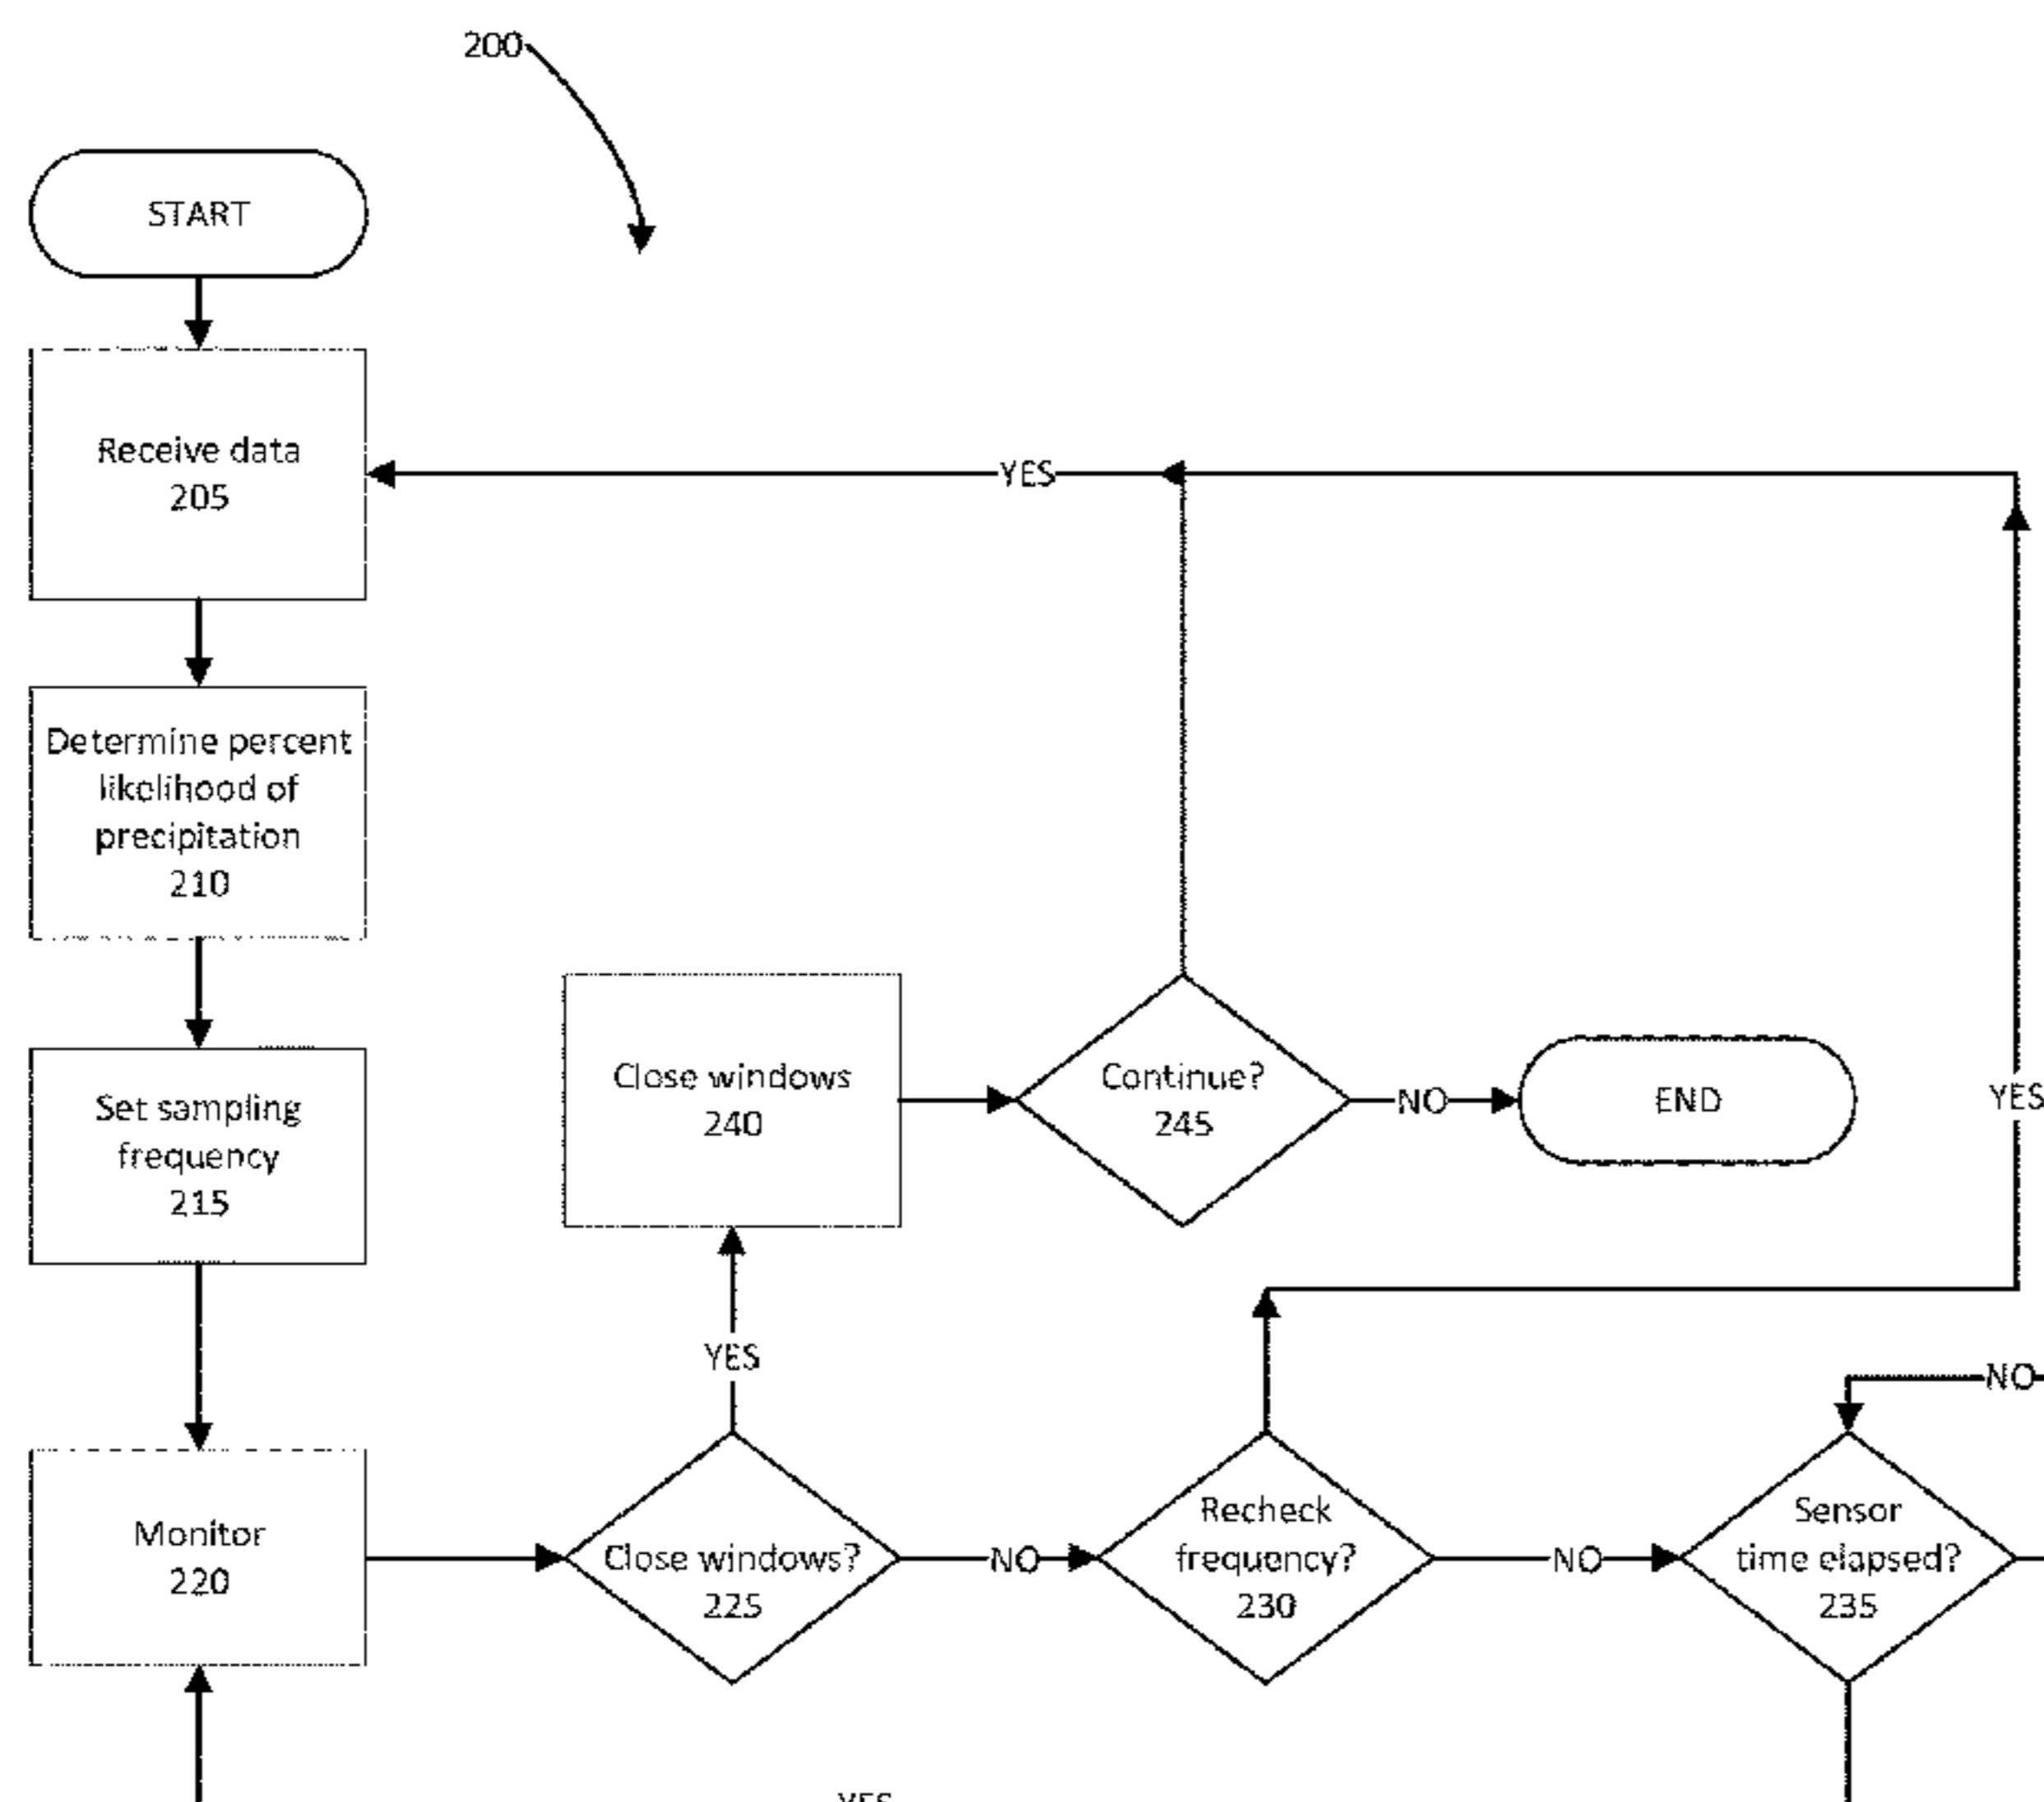 200
START
Receive data
205
YES
Determine percent
likelihood of
precipitation
210
Set sampling
frequency
215
Close windows
240
Continue?
245
NO
END
YES
YES
NO
Monitor
220
Close windows?
225
NO
Recheck
frequency?
230
NO
Sensor
time elapsed?
235
YES